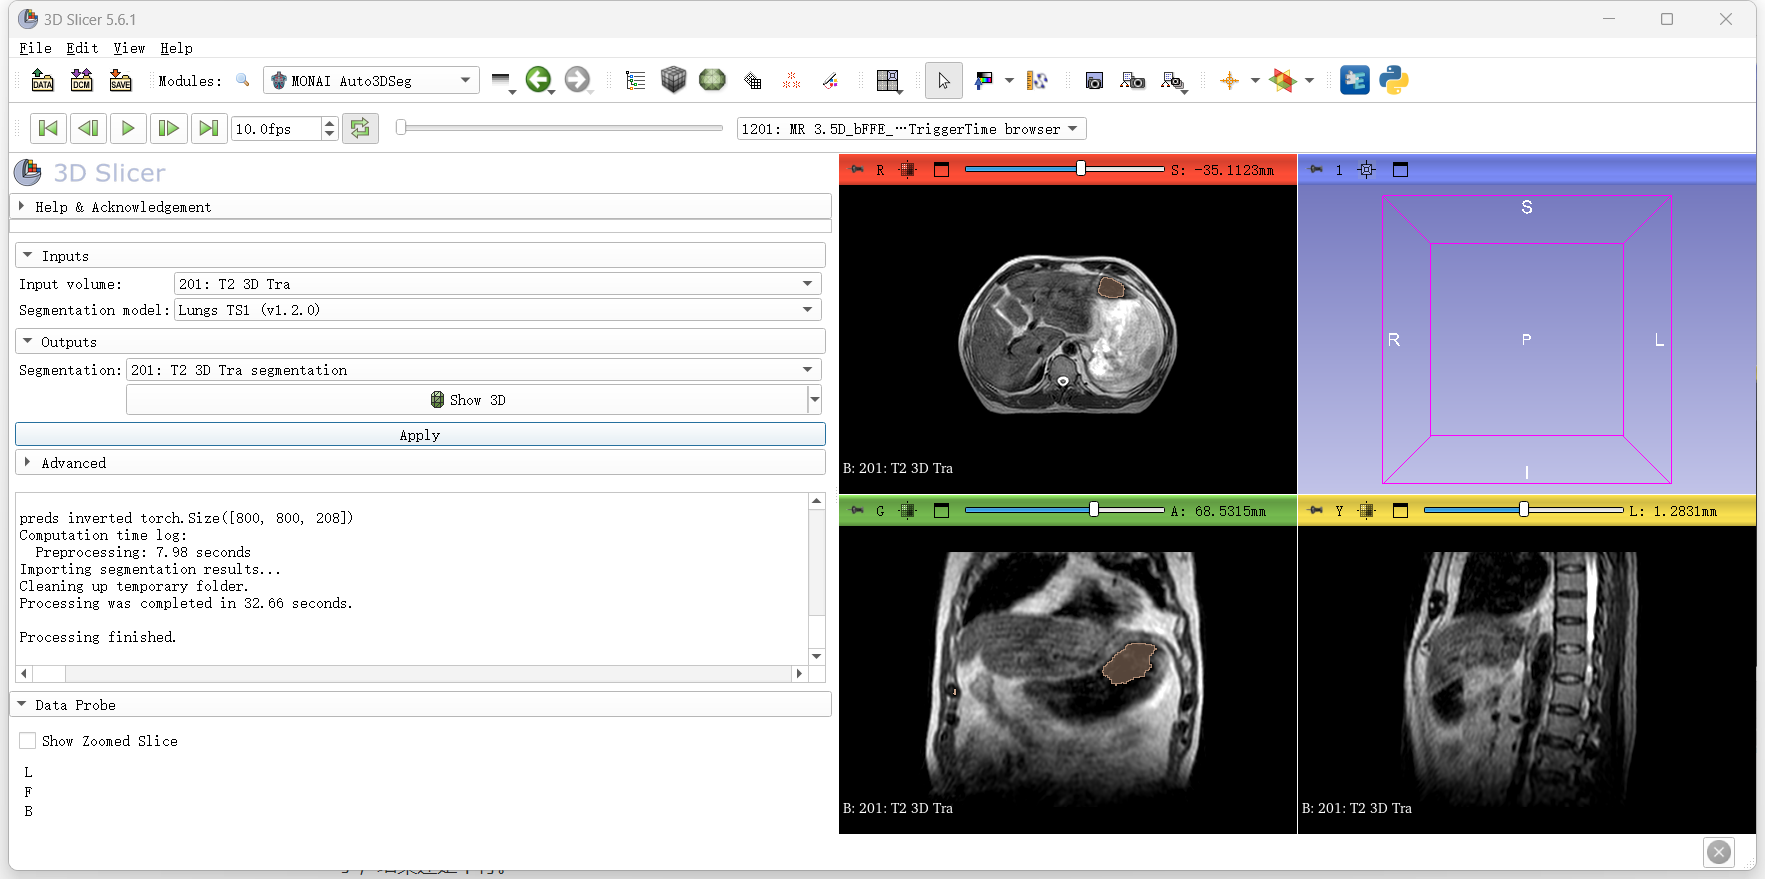 3D Slicer 5.6.1
File Edit View Help
DATA DCM SAVE Modules: MONAI Auto3DSeg
10.0fps 1201: MR 3.5D_bFFE_…TriggerTime browser
3D Slicer
Help & Acknowledgement
Inputs
Input volume: 201: T2 3D Tra
Segmentation model: Lungs TS1 (v1.2.0)
Outputs
Segmentation: 201: T2 3D Tra segmentation
Show 3D
Apply
Advanced
preds inverted torch.Size([800, 800, 208])
Computation time log:
Preprocessing: 7.98 seconds
Importing segmentation results...
Cleaning up temporary folder.
Processing was completed in 32.66 seconds.
Processing finished.
Data Probe
Show Zoomed Slice
L
F
B
R S: -35.1123mm
B: 201: T2 3D Tra
1
S
R P L
I
G A: 68.5315mm
B: 201: T2 3D Tra
Y L: 1.2831mm
B: 201: T2 3D Tra